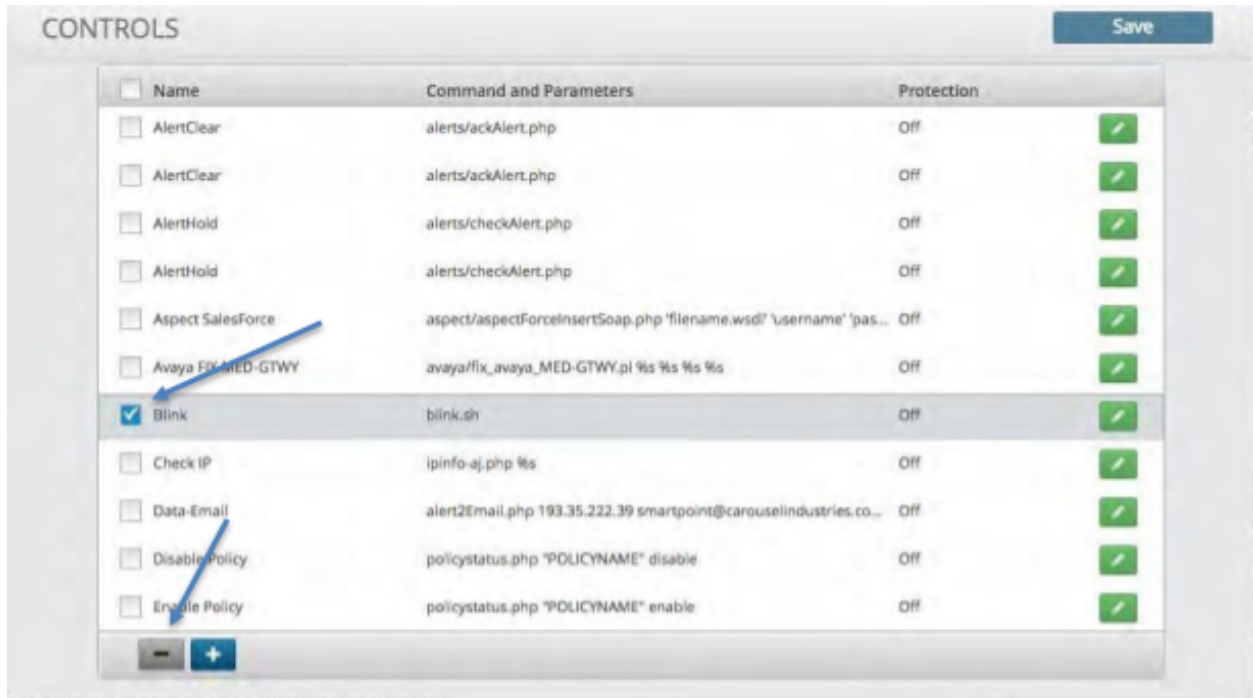 CONTROLS Save
Name Command and Parameters Protection
AlertClear alerts/ackAlert.php Off
AlertClear alerts/ackAlert.php Off
AlertHold alerts/checkAlert.php Off
AlertHold alerts/checkAlert.php Off
Aspect SalesForce aspect/aspectForceInsertSoap.php 'filename.wsdl' 'username' 'pas... Off
Avaya FIX-MED-GTWY avaya/fix_avaya_MED-GTWY.pl %s %s %s %s Off
Blink blink.sh Off
Check IP ipinfo-aj.php %s Off
Data-Email alert2Email.php 193.35.222.39 smartpoint@carouselindustries.co... Off
Disable Policy policystatus.php "POLICYNAME" disable Off
Enable Policy policystatus.php "POLICYNAME" enable Off